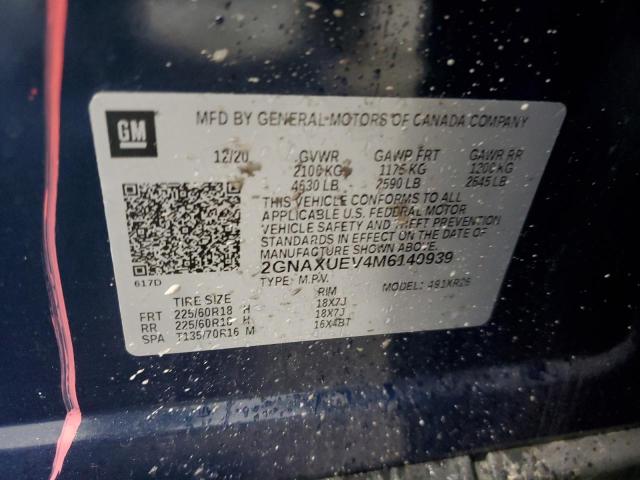 GM
MFD BY GENERAL MOTORS OF CANADA COMPANY
12/20 GVWR GAWR FRT GAWR RR
2100 KG 1175 KG 1200 KG
4630 LB 2590 LB 2645 LB
THIS VEHICLE CONFORMS TO ALL
APPLICABLE U.S. FEDERAL MOTOR
VEHICLE SAFETY AND THEFT PREVENTION
STANDARDS IN EFFECT ON THE DATE OF
MANUFACTURE SHOWN ABOVE.
2GNAXUEV4M6140939
617D TYPE: M.P.V. MODEL: 491XR26
TIRE SIZE RIM
FRT 225/60R18 H 18X7J
RR 225/60R18 H 18X7J
SPA T135/70R16 M 16X4BT